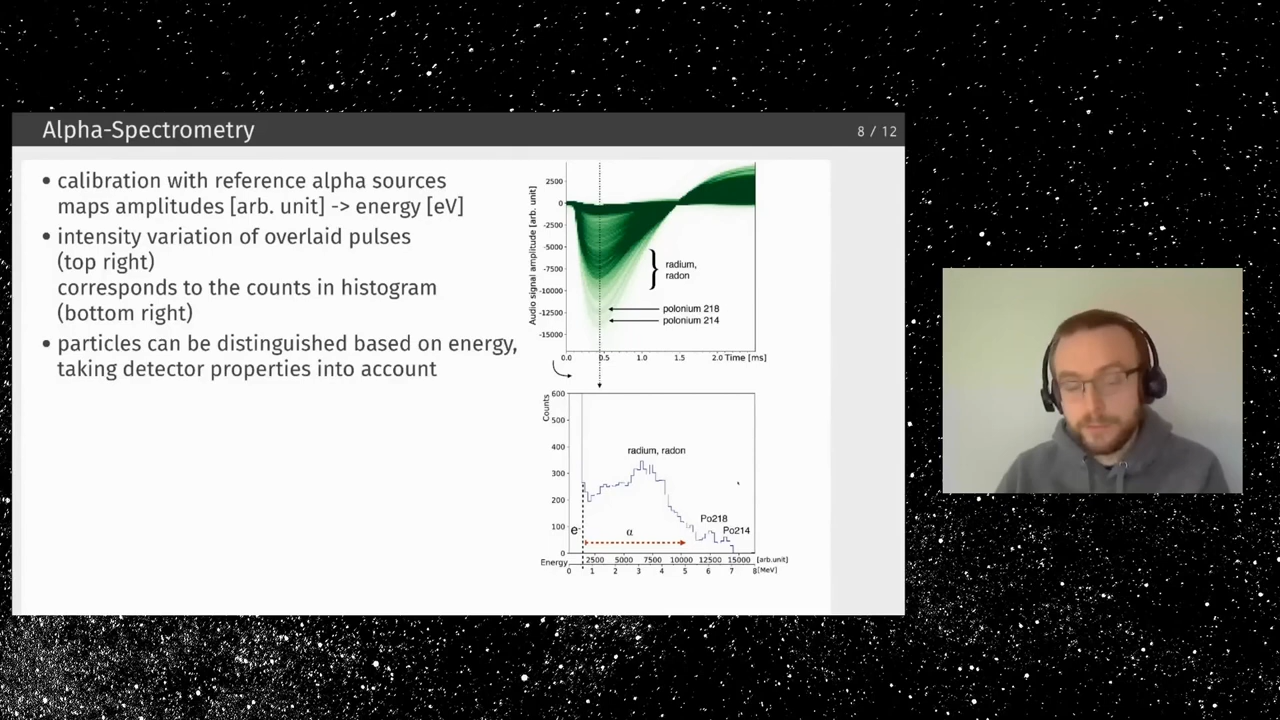 Alpha-Spectrometry
8 / 12
• calibration with reference alpha sources
maps amplitudes [arb. unit] -> energy [eV]
• intensity variation of overlaid pulses
(top right)
corresponds to the counts in histogram
(bottom right)
• particles can be distinguished based on energy,
taking detector properties into account
Audio signal amplitude [arb. unit]
2500
0
-2500
-5000
-7500
-10000
-12500
-15000
radium,
radon
polonium 218
polonium 214
0.0 0.5 1.0 1.5 2.0 Time [ms]
Counts
600
500
400
300
200
100
0
radium, radon
Po218
Po214
e-
α
2500 5000 7500 10000 12500 15000 [arb.unit]
Energy
0 1 2 3 4 5 6 7 8 [MeV]